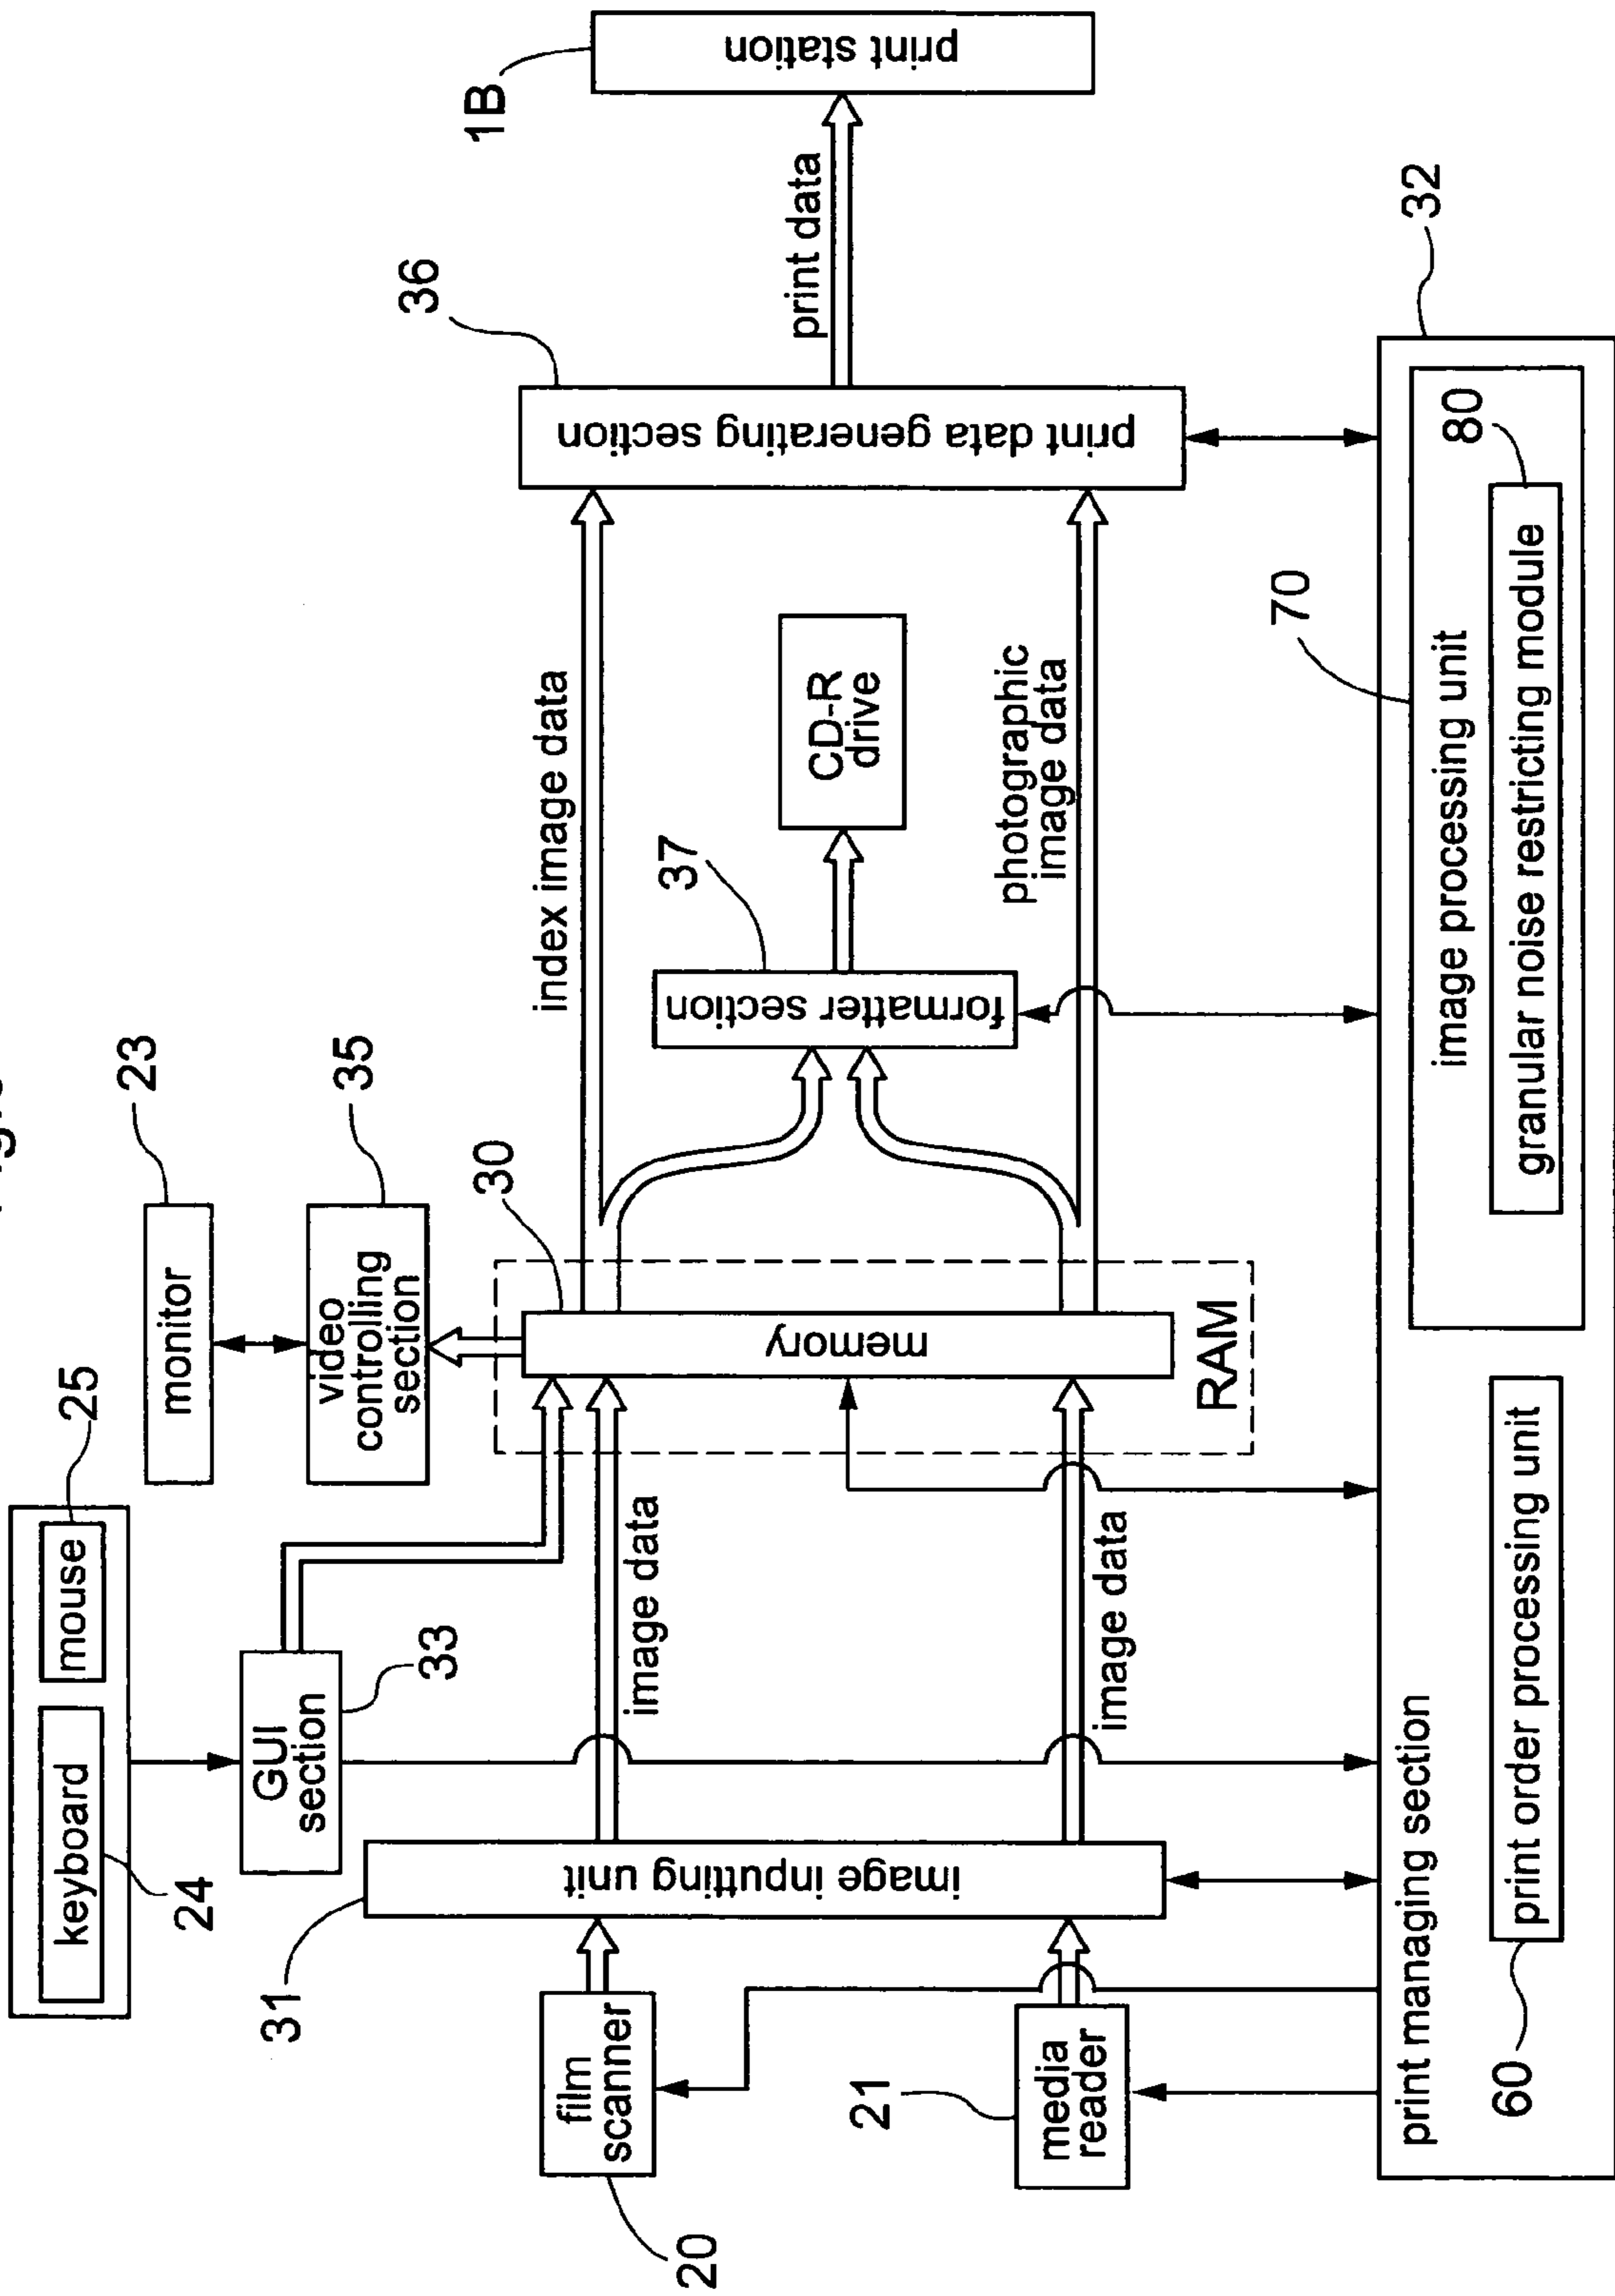 keyboard
mouse
24
25
monitor
23
GUI
section
33
video
controlling
section
35
31
image inputting unit
film
scanner
20
media
reader
21
image data
image data
30
memory
RAM
index image data
photographic
image data
37
formatter section
CD-R
drive
36
print data generating section
print data
1B
print station
32
print managing section
60
print order processing unit
70
image processing unit
80
granular noise restricting module